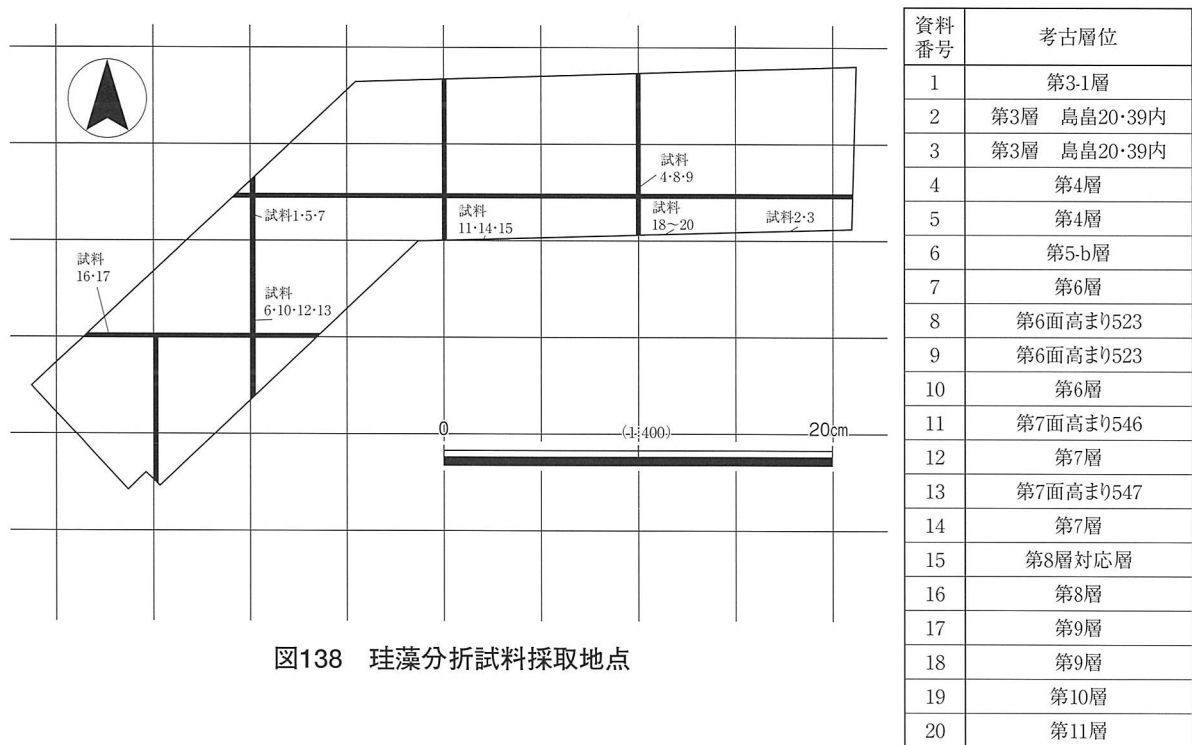 試料
4・8・9
試料1・5・7
試料
11・14・15
試料
18～20
試料2・3
試料
16・17
試料
6・10・12・13
0
(1:400)
20cm
図138 珪藻分折試料採取地点
資料
番号
考古層位
1 第3-1層
2 第3層 島畠20・39内
3 第3層 島畠20・39内
4 第4層
5 第4層
6 第5-b層
7 第6層
8 第6面高まり523
9 第6面高まり523
10 第6層
11 第7面高まり546
12 第7層
13 第7面高まり547
14 第7層
15 第8層対応層
16 第8層
17 第9層
18 第9層
19 第10層
20 第11層